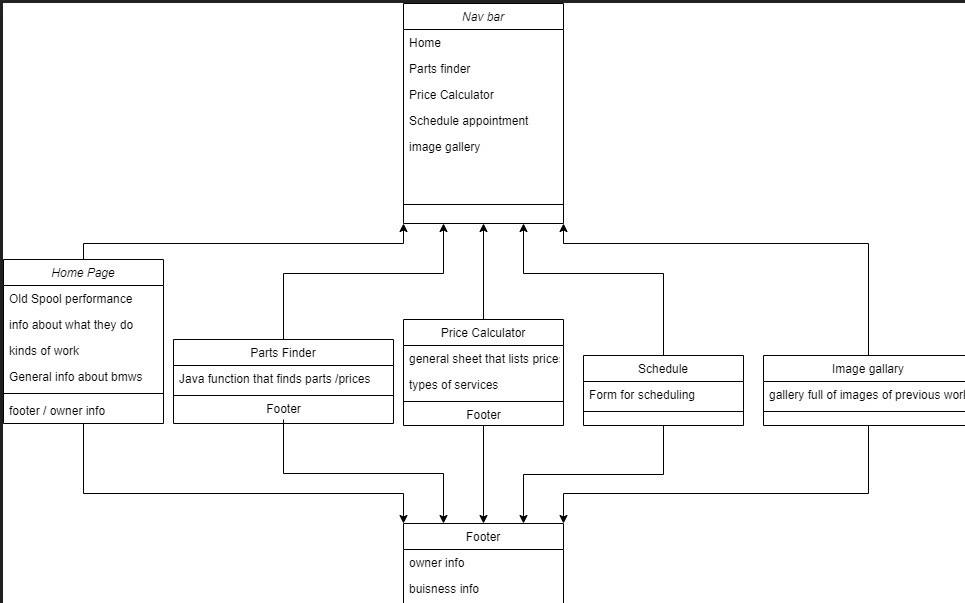 Nav bar
Home
Parts finder
Price Calculator
Schedule appointment
image gallery
Home Page
Old Spool performance
info about what they do
kinds of work
General info about bmws
footer / owner info
Parts Finder
Java function that finds parts /prices
Footer
Price Calculator
general sheet that lists price
types of services
Footer
Schedule
Form for scheduling
Image gallary
gallery full of images of previous wor
Footer
owner info
buisness info